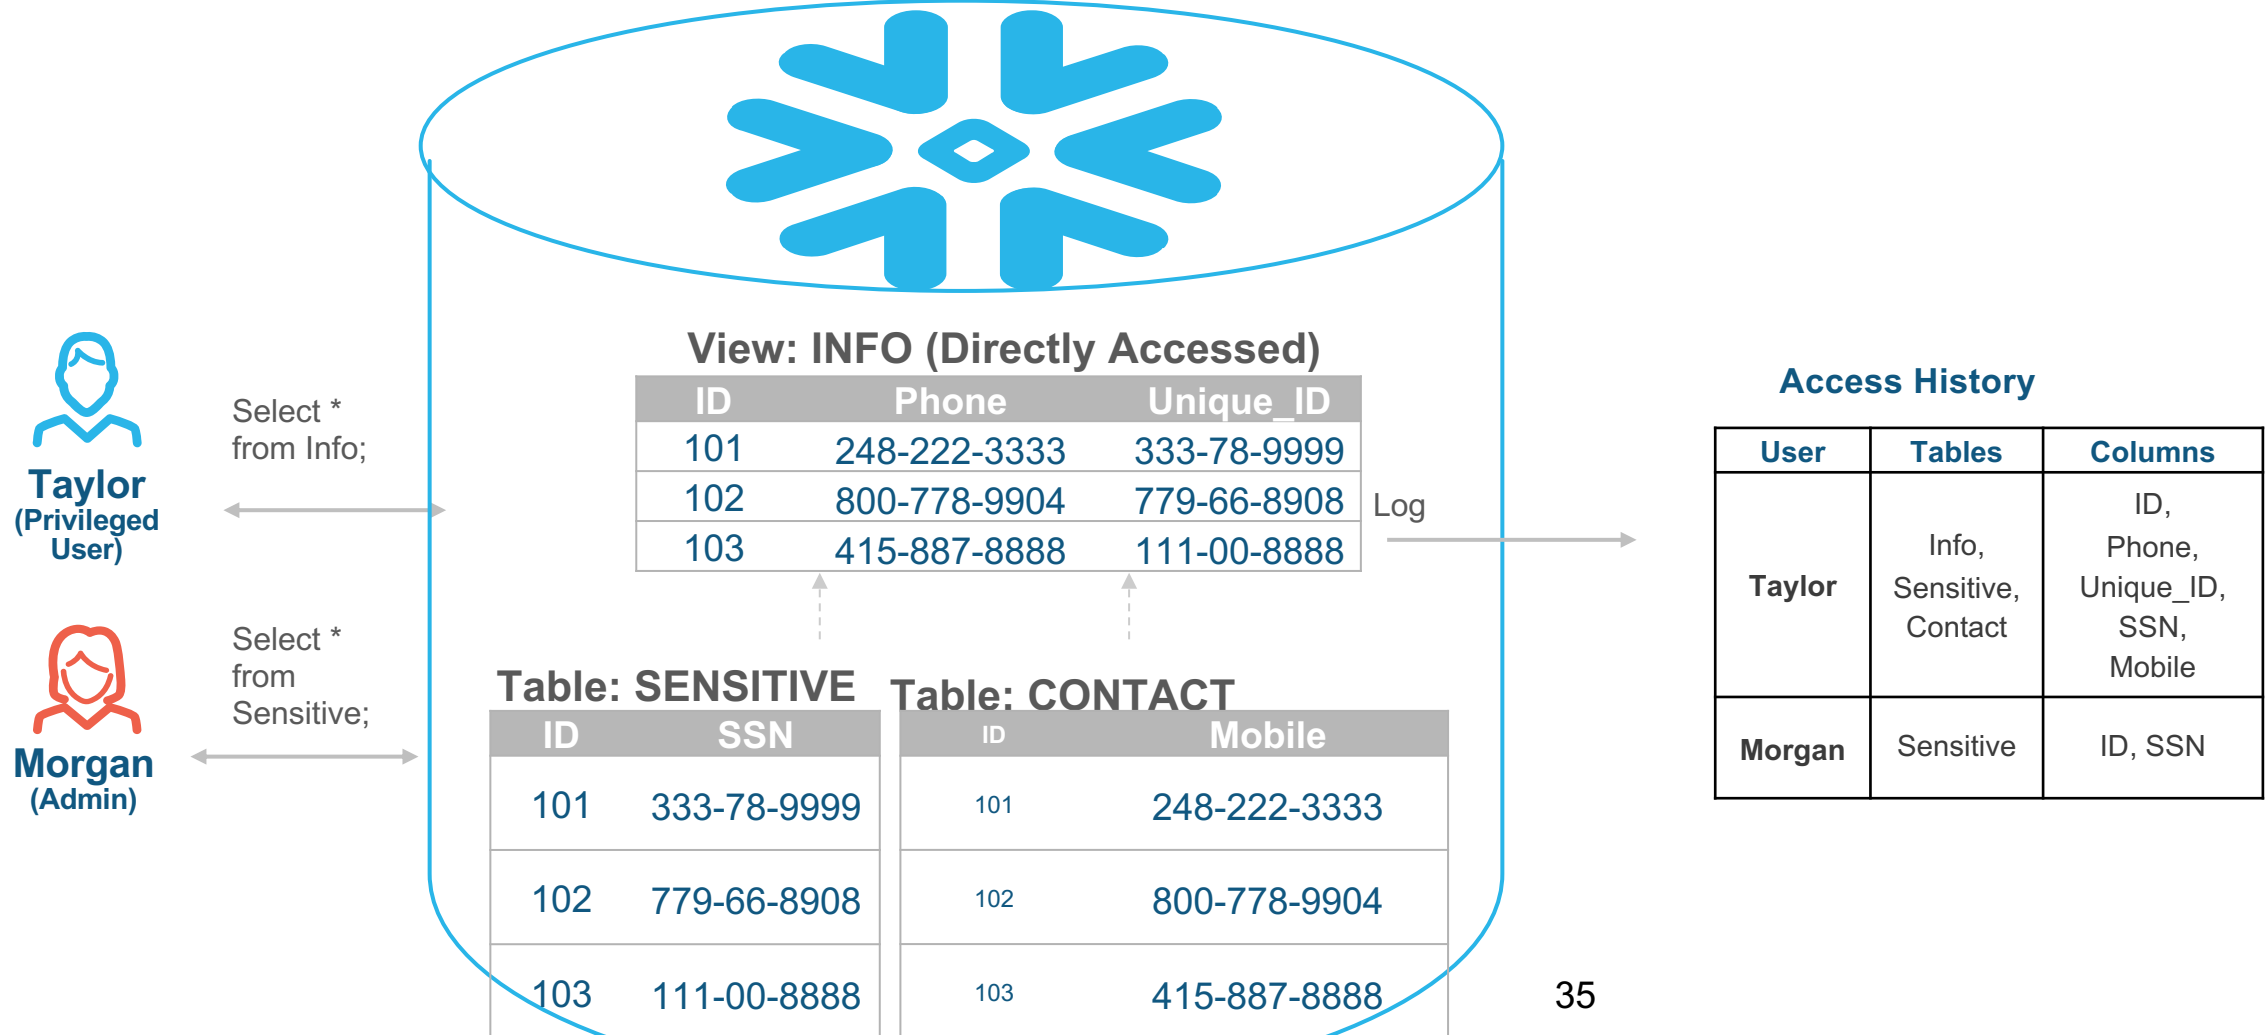 View: INFO (Directly Accessed)
ID Phone Unique_ID
101 248-222-3333 333-78-9999
102 800-778-9904 779-66-8908
103 415-887-8888 111-00-8888
Select *
from Info;
Taylor
(Privileged
User)
Select *
from
Sensitive;
Morgan
(Admin)
Table: SENSITIVE
ID SSN
101 333-78-9999
102 779-66-8908
103 111-00-8888
Table: CONTACT
ID Mobile
101 248-222-3333
102 800-778-9904
103 415-887-8888
Log
Access History
User Tables Columns
Taylor
Info,
Sensitive,
Contact
ID,
Phone,
Unique_ID,
SSN,
Mobile
Morgan Sensitive ID, SSN
35